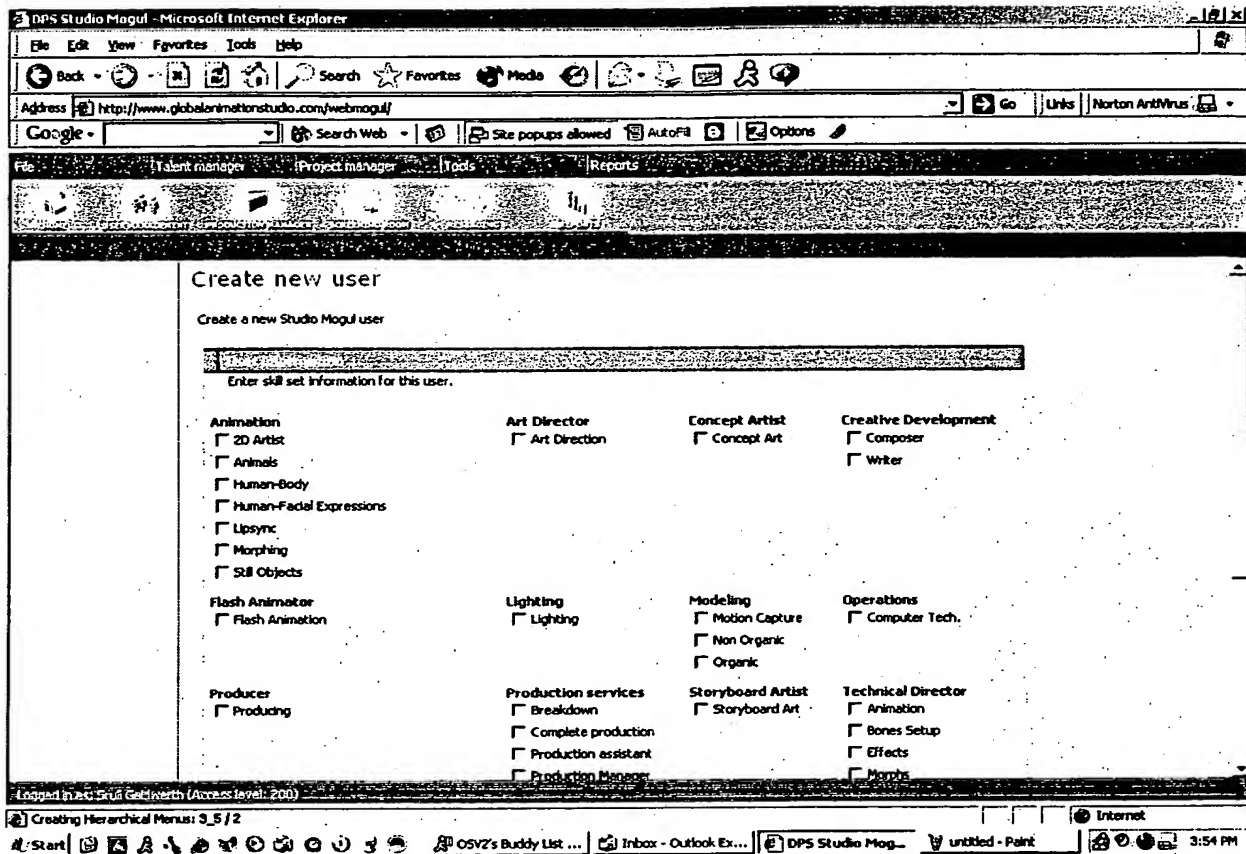 DPS Studio Mogul - Microsoft Internet Explorer
File Edit View Favorites Tools Help
Back Search Favorites Media
Address http://www.globalanimationstudio.com/webmogul/ Go Links Norton AntiVirus
Google Search Web Site popups allowed AutoFill Options
File Talent manager Project manager Tools Reports
Create new user
Create a new Studio Mogul user
Enter skill set information for this user.
Animation Art Director Concept Artist Creative Development
2D Artist Art Direction Concept Art Composer
Animals Writer
Human-Body
Human-Facial Expressions
Lipsync
Morphing
Still Objects
Flash Animator Lighting Modeling Operations
Flash Animation Lighting Motion Capture Computer Tech.
Non Organic
Organic
Producer Production services Storyboard Artist Technical Director
Producing Breakdown Storyboard Art Animation
Complete production Bones Setup
Production assistant Effects
Production Manager Morphs
Logged in as: (Access level: 200)
Creating Hierarchical Menus: 3_5 / 2 Internet
Start OSV2's Buddy List ... Inbox - Outlook Ex... DPS Studio Mog... untitled - Paint 3:54 PM